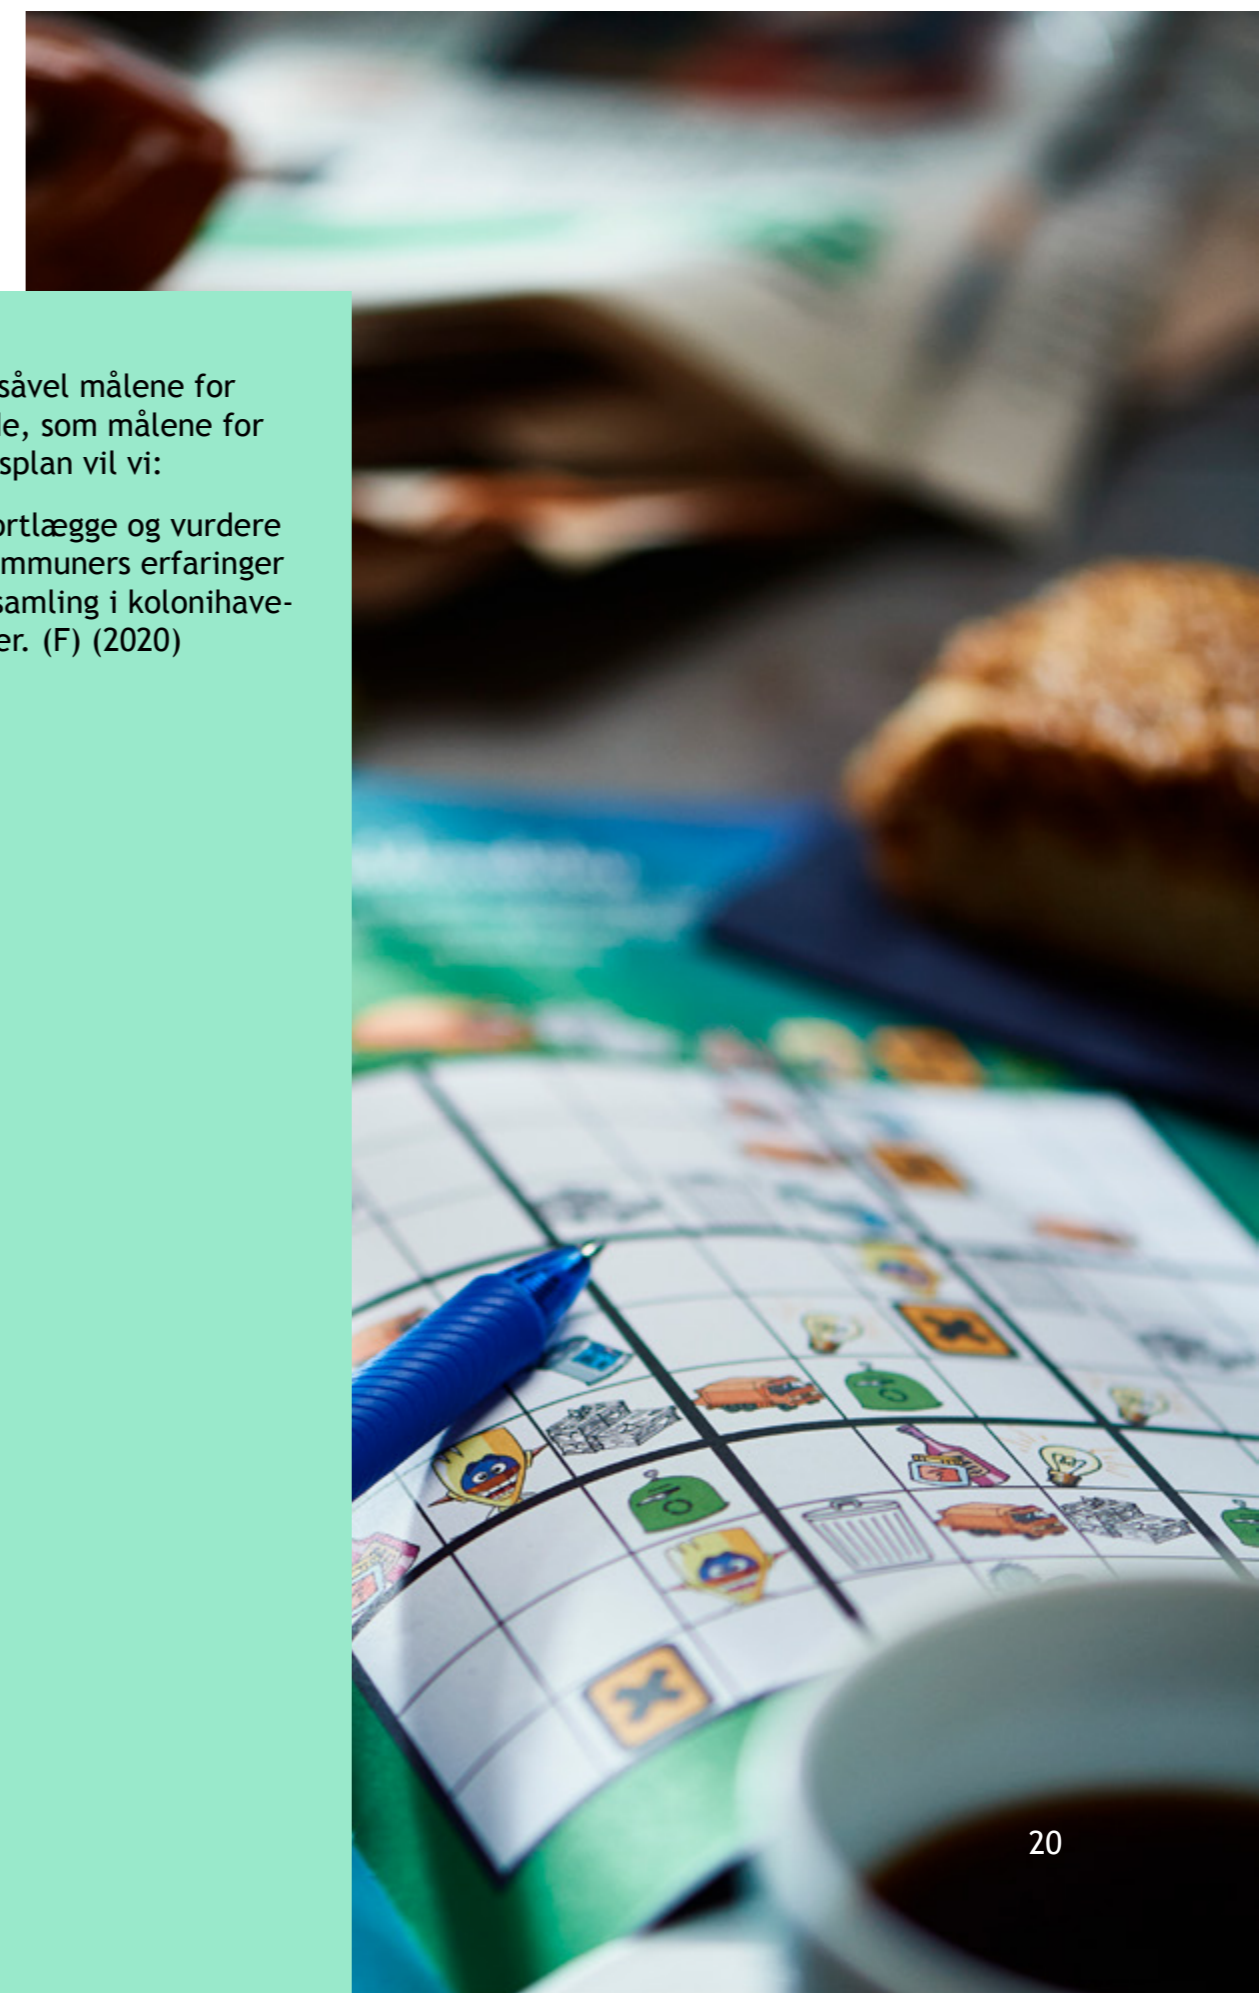 såvel målene for
de, som målene for
splan vil vi:
ortlægge og vurdere
mmuners erfaringer
samling i kolonihave-
er. (F) (2020)
20